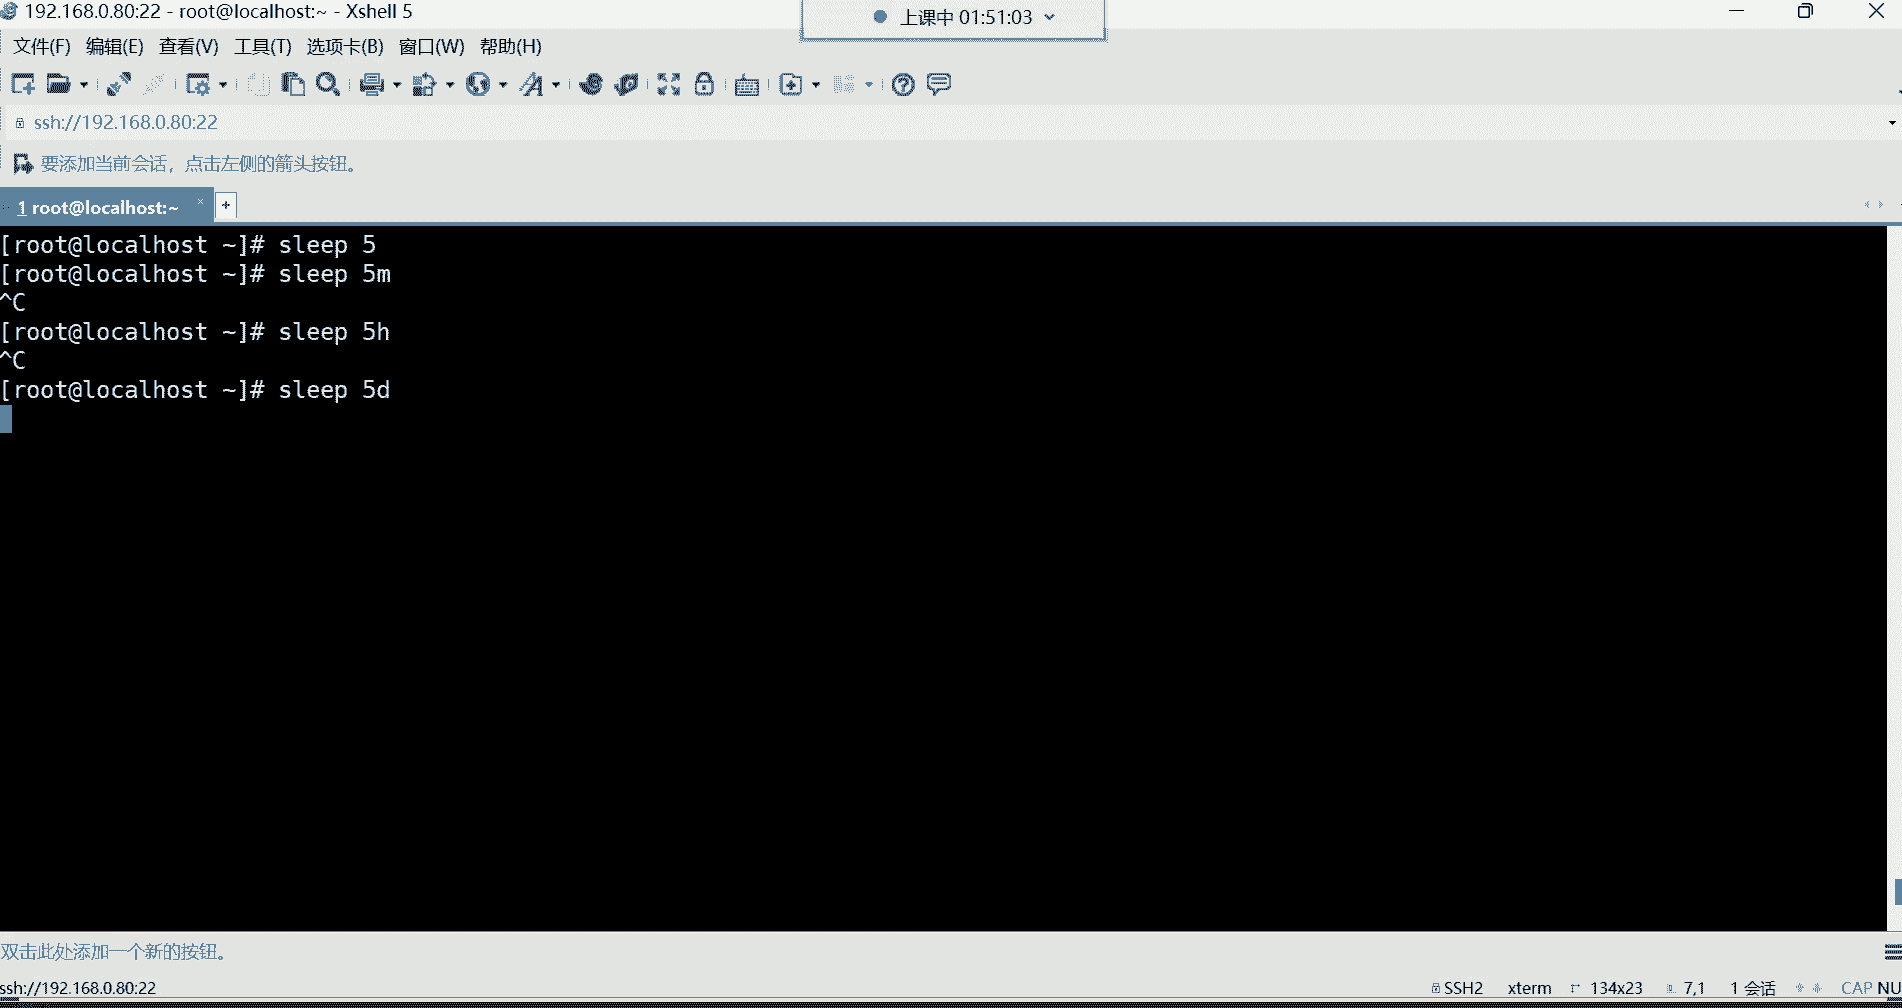 192.168.0.80:22 - root@localhost:~ - Xshell 5
上课中 01:51:03
文件(F) 编辑(E) 查看(V) 工具(T) 选项卡(B) 窗口(W) 帮助(H)
ssh://192.168.0.80:22
要添加当前会话，点击左侧的箭头按钮。
1 root@localhost:~
[root@localhost ~]# sleep 5
[root@localhost ~]# sleep 5m
^C
[root@localhost ~]# sleep 5h
^C
[root@localhost ~]# sleep 5d
双击此处添加一个新的按钮。
ssh://192.168.0.80:22 SSH2 xterm 134x23 7,1 1 会话 CAP NU